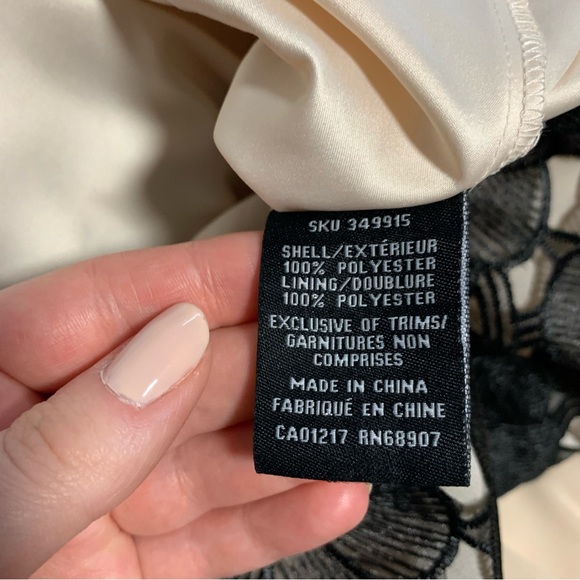 SKU 349915
SHELL/EXTÉRIEUR
100% POLYESTER
LINING/DOUBLURE
100% POLYESTER
EXCLUSIVE OF TRIMS/
GARNITURES NON
COMPRISES
MADE IN CHINA
FABRIQUÉ EN CHINE
CA01217 RN68907